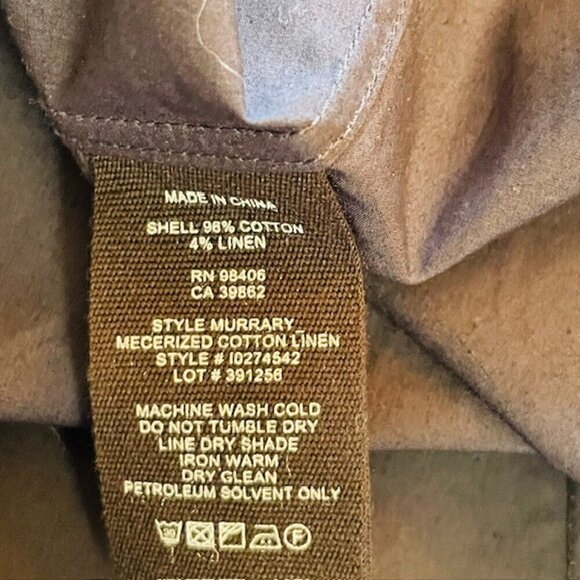 MADE IN CHINA
SHELL 96% COTTON
4% LINEN
RN 98406
CA 39862
STYLE MURRARY
MECERIZED COTTON LINEN
STYLE # I0274542
LOT # 391256
MACHINE WASH COLD
DO NOT TUMBLE DRY
LINE DRY SHADE
IRON WARM
DRY CLEAN
PETROLEUM SOLVENT ONLY
30 F